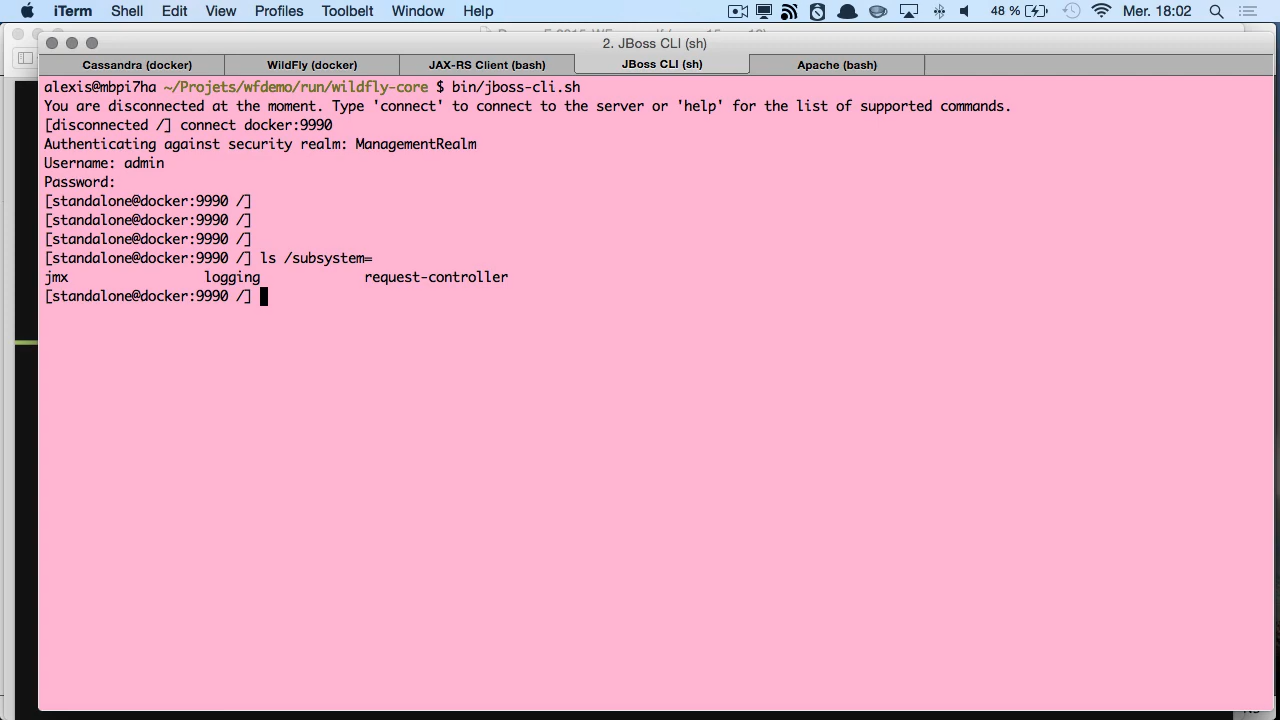 iTerm Shell Edit View Profiles Toolbelt Window Help 48 % Mer. 18:02
2. JBoss CLI (sh)
Cassandra (docker) WildFly (docker) JAX-RS Client (bash) JBoss CLI (sh) Apache (bash)
alexis@mbpi7ha ~/Projets/wfdemo/run/wildfly-core $ bin/jboss-cli.sh
You are disconnected at the moment. Type 'connect' to connect to the server or 'help' for the list of supported commands.
[disconnected /] connect docker:9990
Authenticating against security realm: ManagementRealm
Username: admin
Password:
[standalone@docker:9990 /]
[standalone@docker:9990 /]
[standalone@docker:9990 /]
[standalone@docker:9990 /] ls /subsystem=
jmx logging request-controller
[standalone@docker:9990 /]